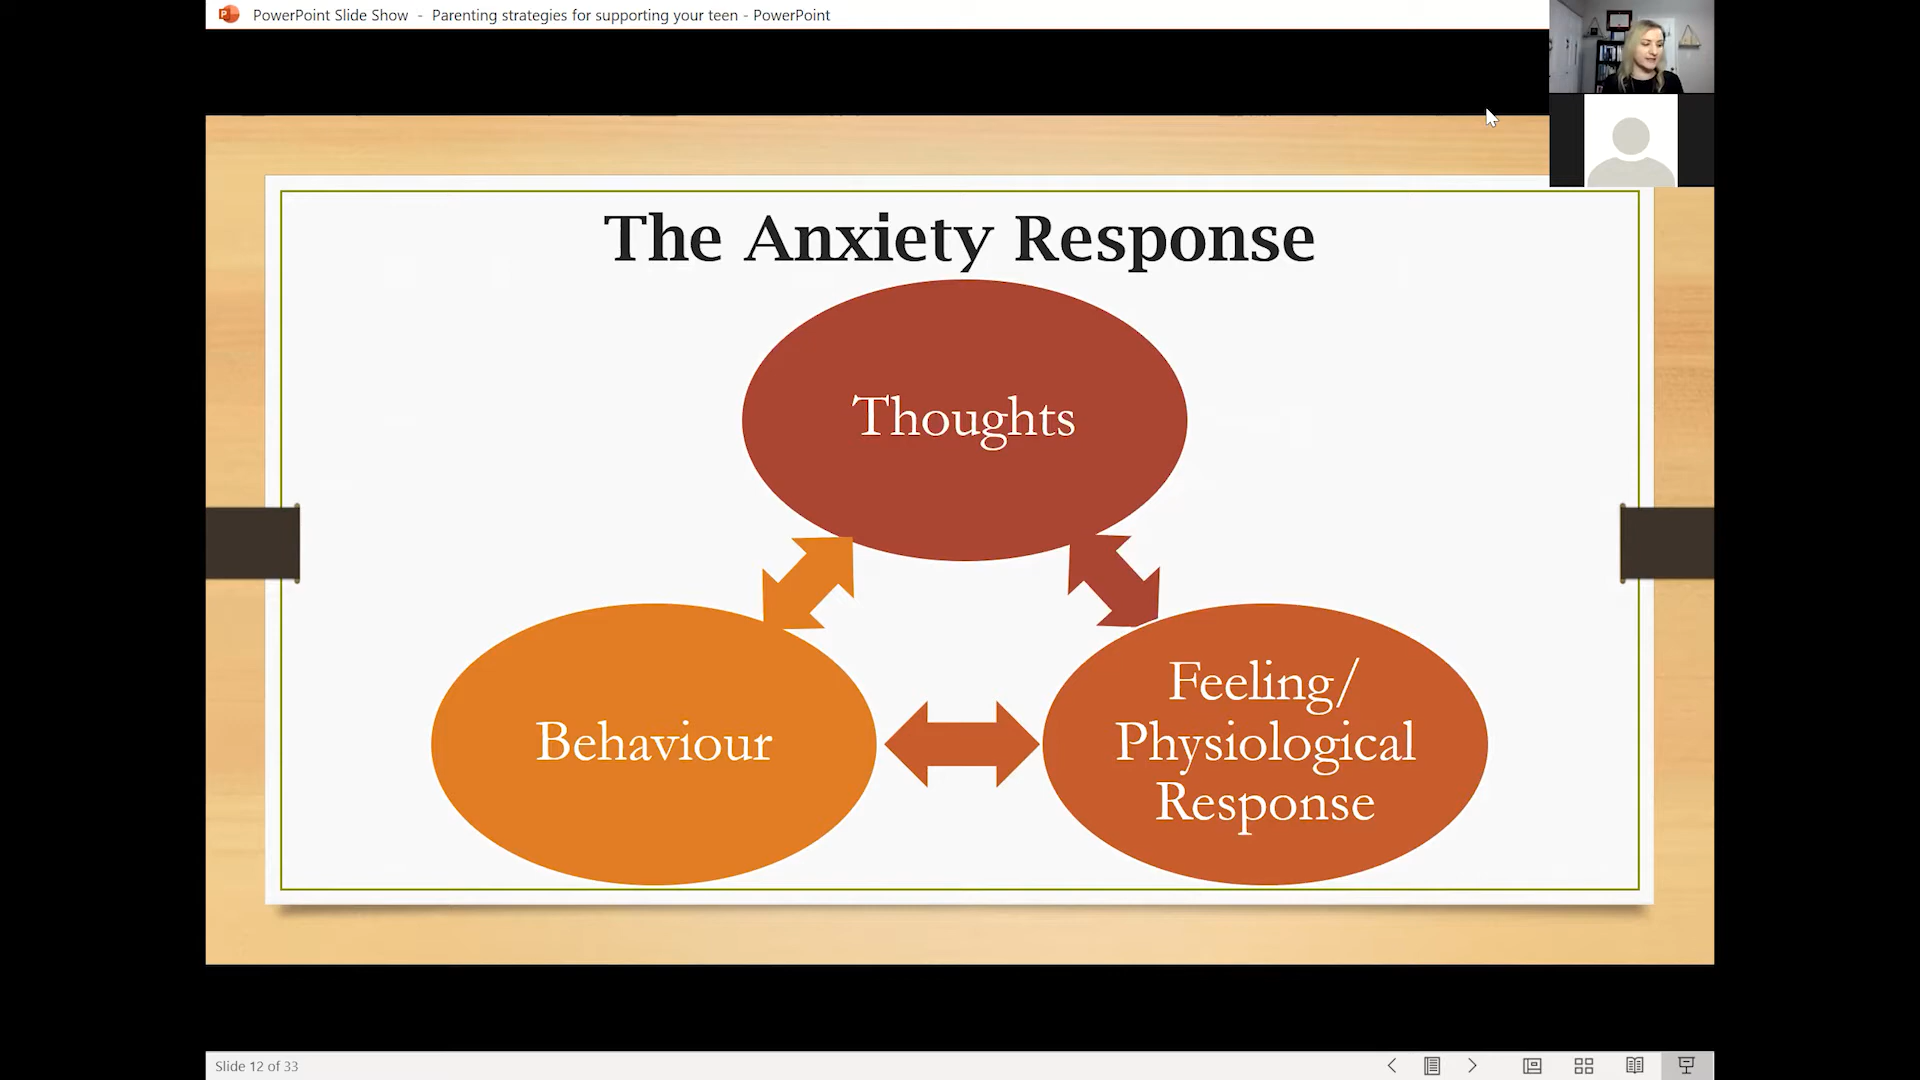 PowerPoint Slide Show - Parenting strategies for supporting your teen - PowerPoint
The Anxiety Response
Thoughts
Behaviour
Feeling/
Physiological
Response
Slide 12 of 33